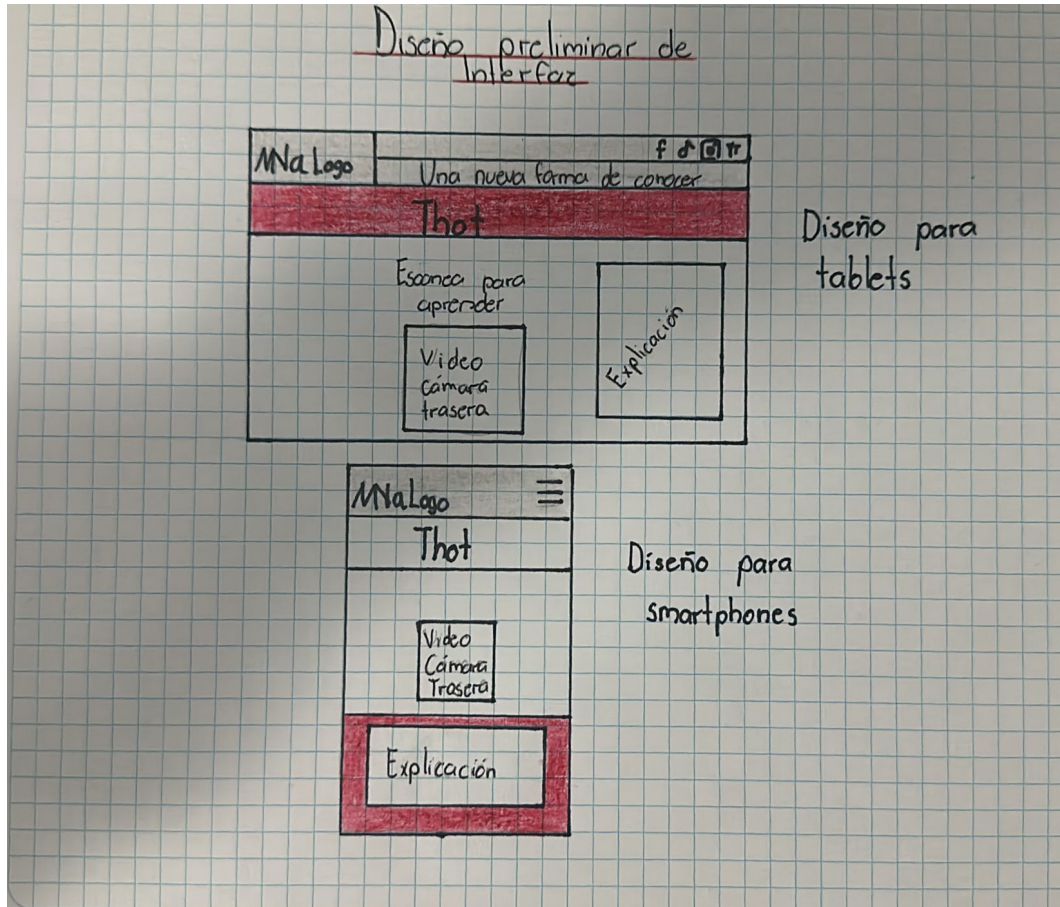 Diseño preliminar de
Interfaz
MNa Logo
f
Una nueva forma de conocer
Thot
Escanea para
aprender
Video
cámara
trasera
Explicación
Diseño para
tablets
MNa Logo
Thot
Video
Cámara
Trasera
Explicación
Diseño para
smartphones